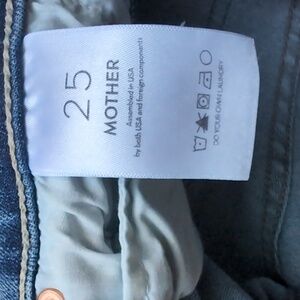 25
MOTHER
Assembled in USA
by both USA and foreign components
DO YOUR OWN LAUNDRY